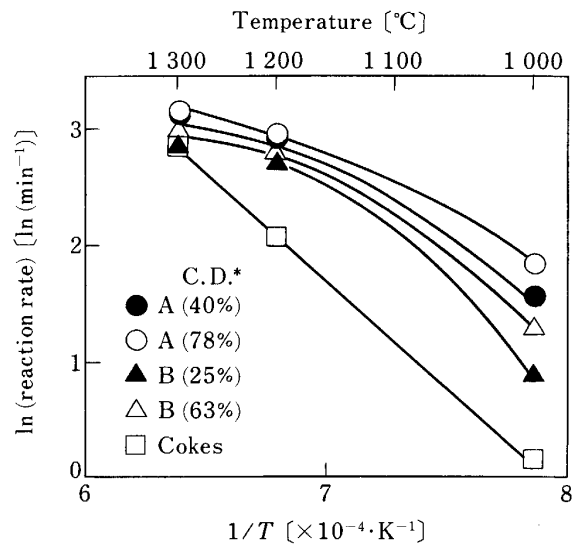 Temperature [°C]
1 300 1 200 1 100 1 000
3
2
1
0
ln (reaction rate) [ln (min⁻¹)]
C.D.*
A (40%)
A (78%)
B (25%)
B (63%)
Cokes
6 7 8
1/T [×10⁻⁴·K⁻¹]